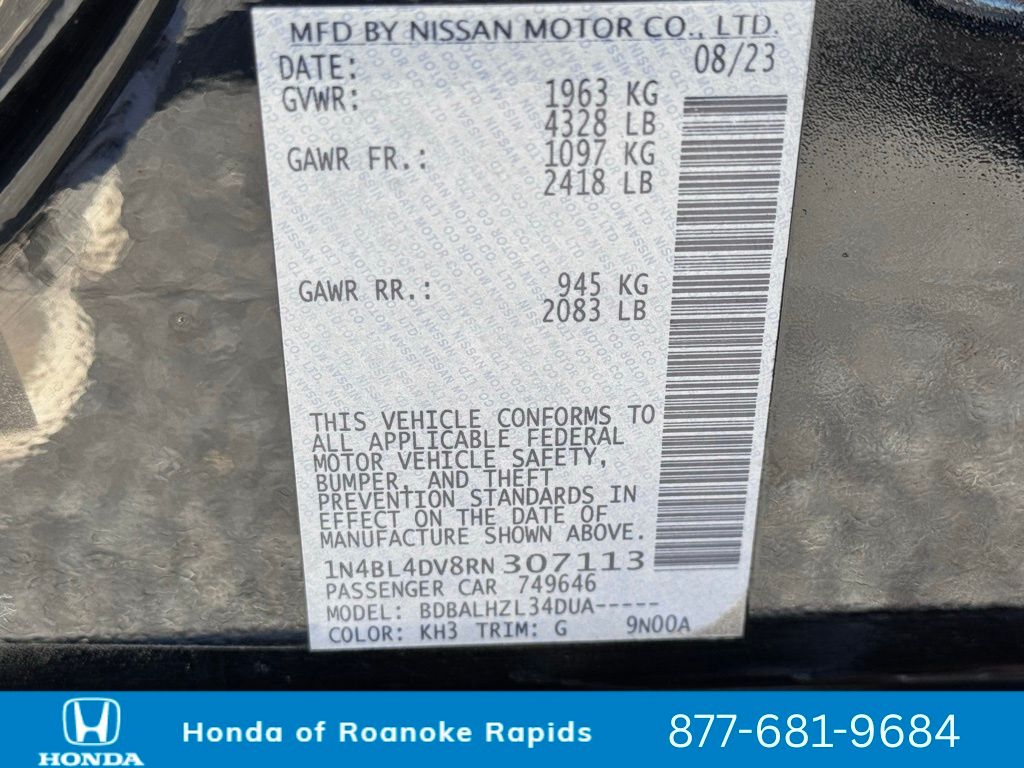 MFD BY NISSAN MOTOR CO., LTD.
DATE: 08/23
GVWR: 1963 KG
4328 LB
GAWR FR.: 1097 KG
2418 LB
GAWR RR.: 945 KG
2083 LB
THIS VEHICLE CONFORMS TO
ALL APPLICABLE FEDERAL
MOTOR VEHICLE SAFETY,
BUMPER, AND THEFT
PREVENTION STANDARDS IN
EFFECT ON THE DATE OF
MANUFACTURE SHOWN ABOVE.
1N4BL4DV8RN 307113
PASSENGER CAR 749646
MODEL: BDBALHZL34DUA-----
COLOR: KH3 TRIM: G 9N00A
HONDA
Honda of Roanoke Rapids
877-681-9684